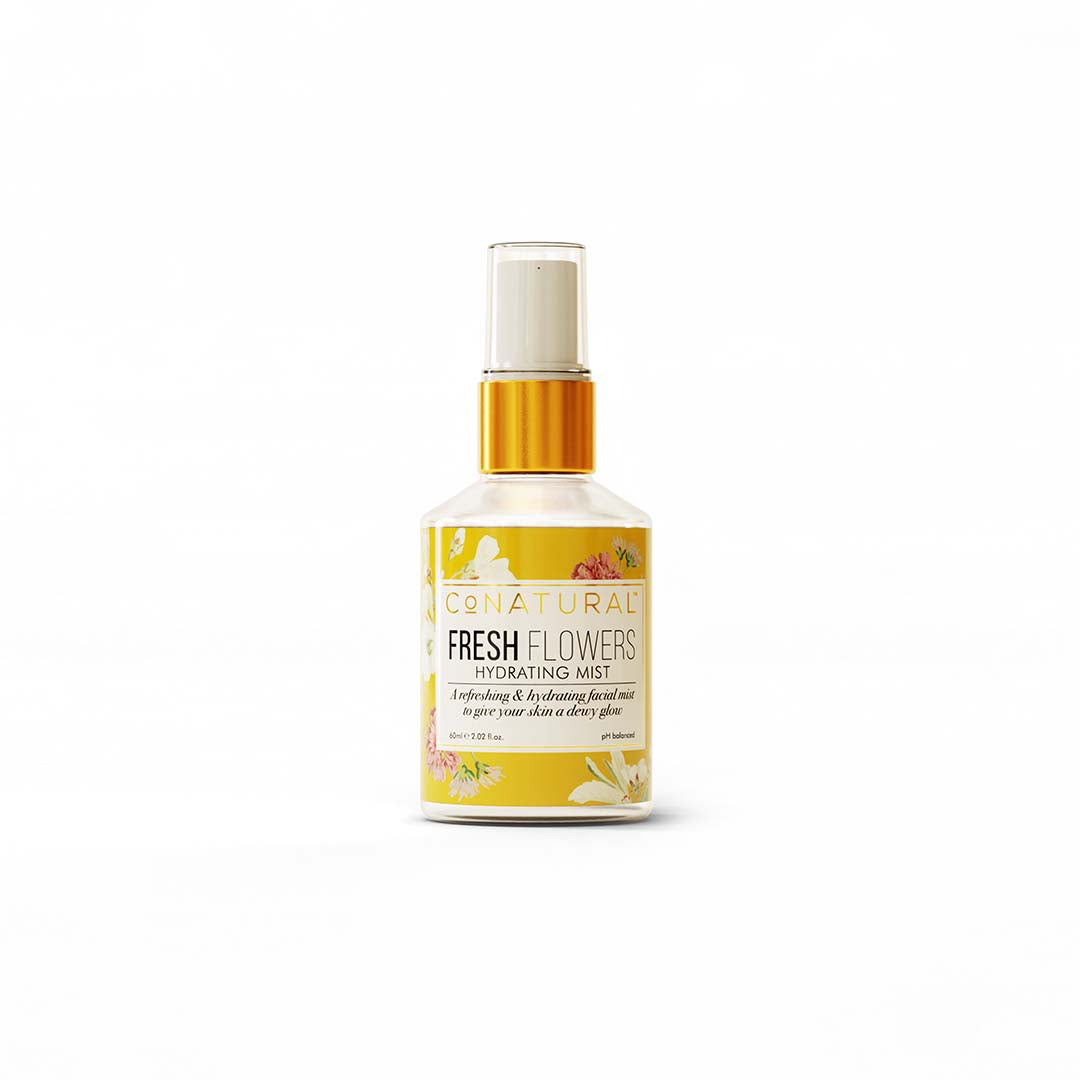 CoNATURAL™
FRESH FLOWERS
HYDRATING MIST
A refreshing & hydrating facial mist
to give your skin a dewy glow
60ml ℮ 2.02 fl.oz. pH balanced